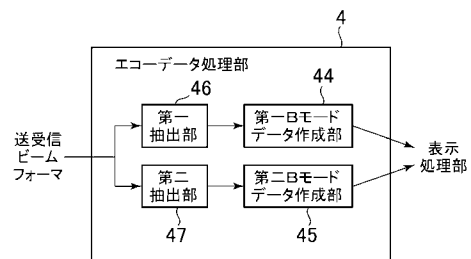 4
エコーデータ処理部
46
44
第一
抽出部
第一Bモード
データ作成部
送受信
ビーム
フォーマ
表示
処理部
第二
抽出部
第二Bモード
データ作成部
47
45